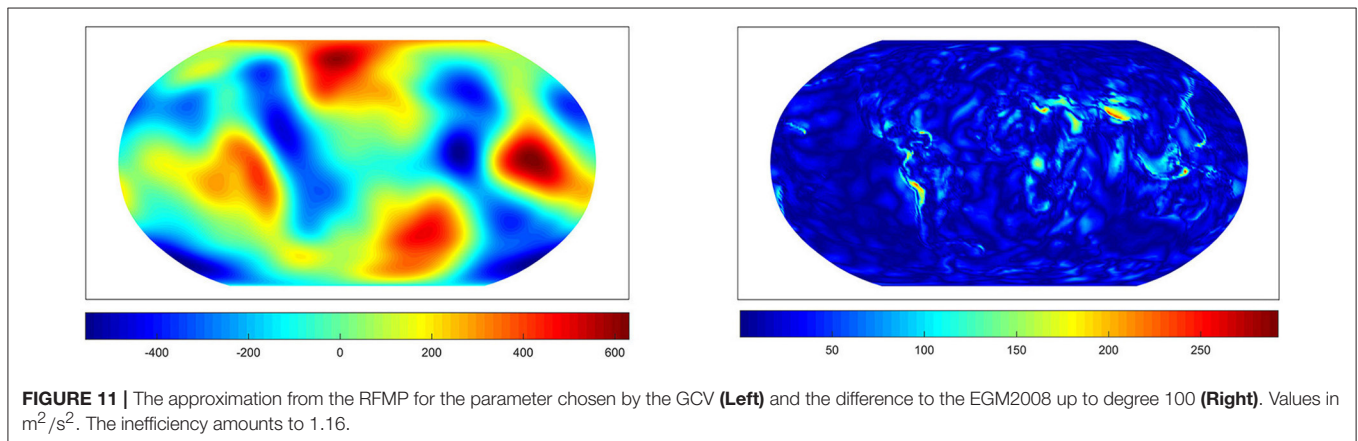 -400 -200 0 200 400 600
50 100 150 200 250
FIGURE 11 | The approximation from the RFMP for the parameter chosen by the GCV (Left) and the difference to the EGM2008 up to degree 100 (Right). Values in
m²/s². The inefficiency amounts to 1.16.